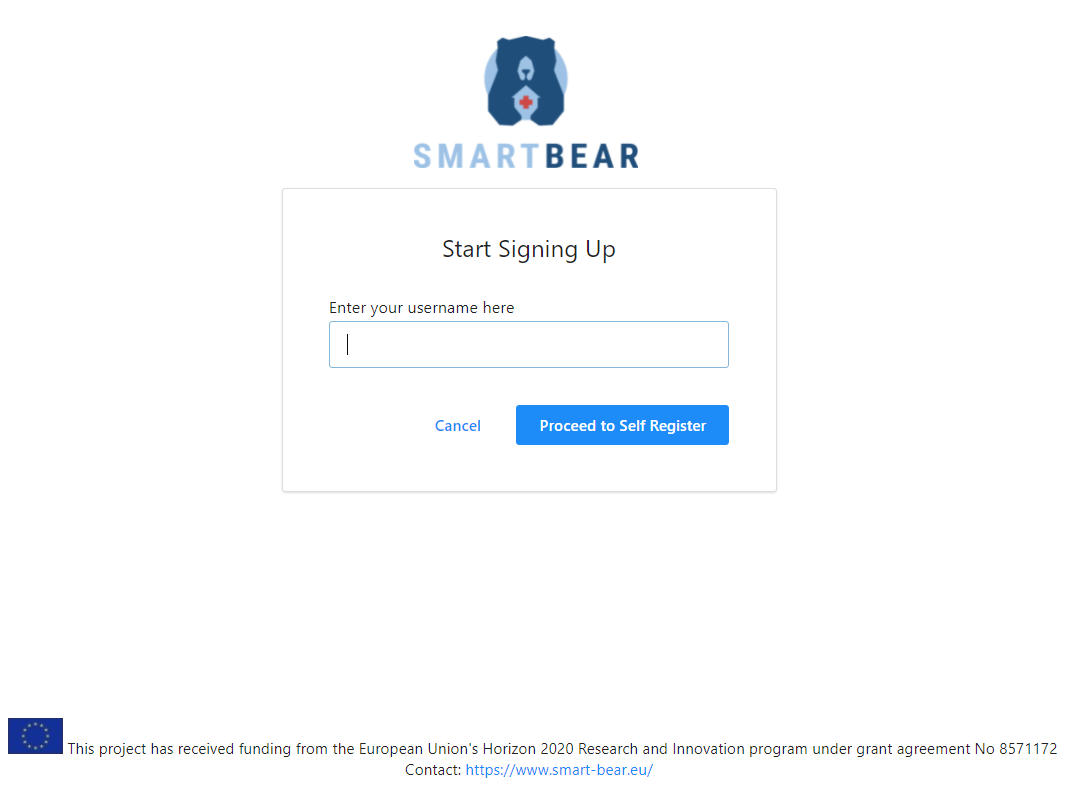 SMARTBEAR
Start Signing Up
Enter your username here
Cancel
Proceed to Self Register
This project has received funding from the European Union's Horizon 2020 Research and Innovation program under grant agreement No 8571172
Contact: https://www.smart-bear.eu/